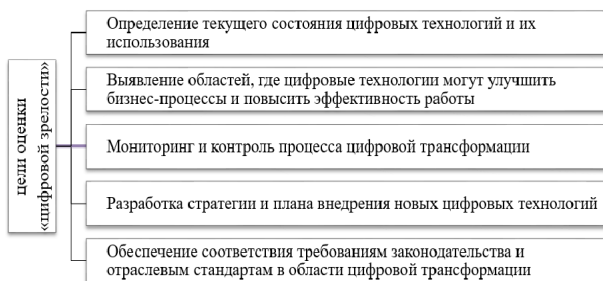 цели оценки
«цифровой зрелости»
Определение текущего состояния цифровых технологий и их
использования
Выявление областей, где цифровые технологии могут улучшить
бизнес-процессы и повысить эффективность работы
Мониторинг и контроль процесса цифровой трансформации
Разработка стратегии и плана внедрения новых цифровых технологий
Обеспечение соответствия требованиям законодательства и
отраслевым стандартам в области цифровой трансформации